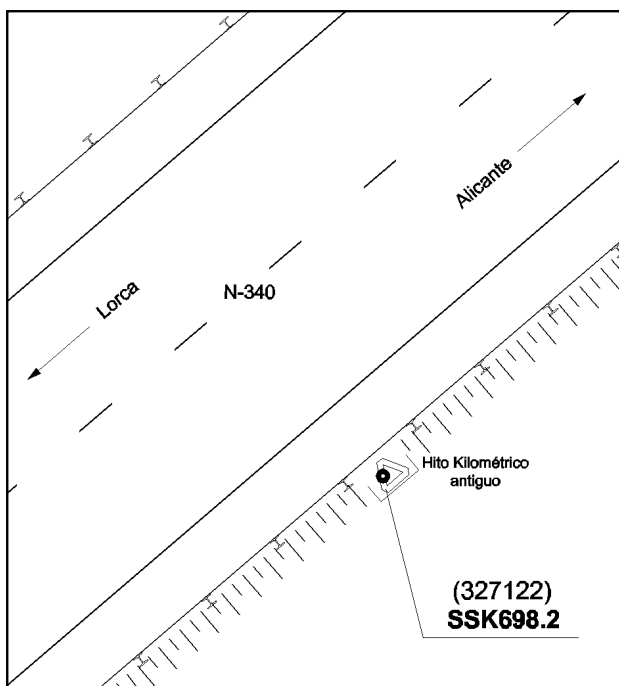 Alicante
Lorca
N-340
Hito Kilométrico
antiguo
(327122)
SSK698.2